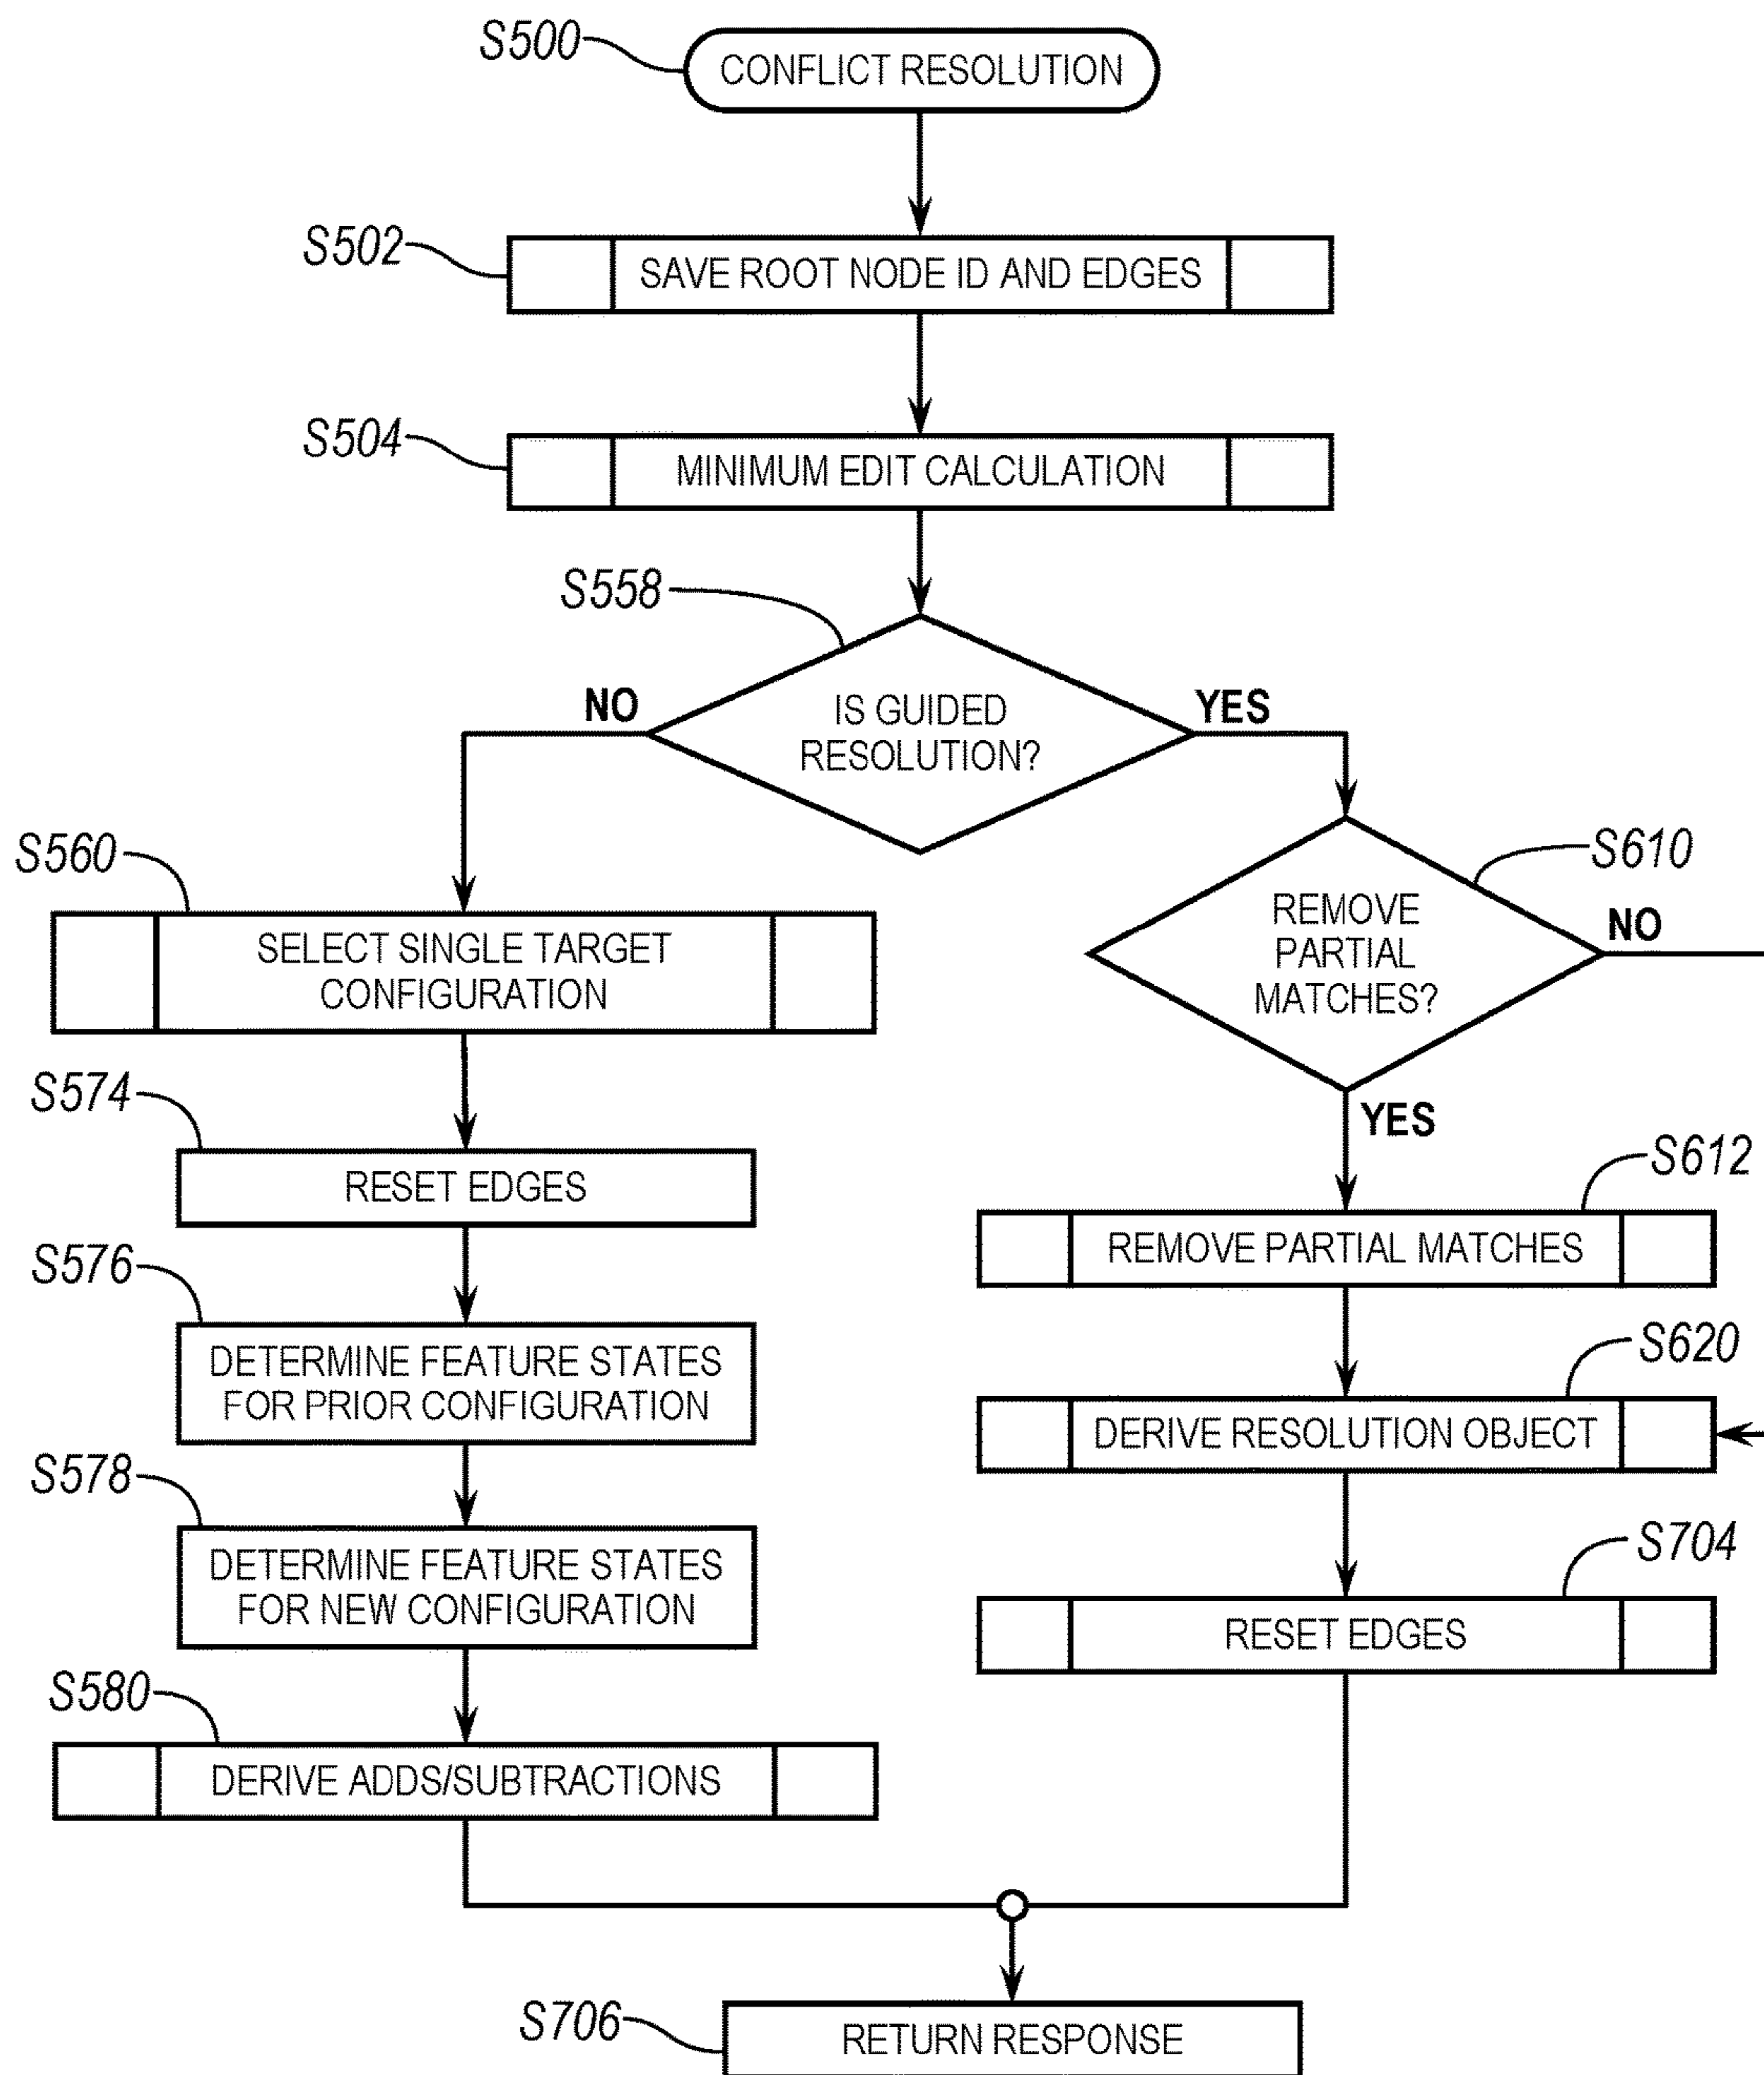 S500
CONFLICT RESOLUTION
S502
SAVE ROOT NODE ID AND EDGES
S504
MINIMUM EDIT CALCULATION
S558
IS GUIDED
RESOLUTION?
NO
YES
S560
SELECT SINGLE TARGET
CONFIGURATION
S574
RESET EDGES
S576
DETERMINE FEATURE STATES
FOR PRIOR CONFIGURATION
S578
DETERMINE FEATURE STATES
FOR NEW CONFIGURATION
S580
DERIVE ADDS/SUBTRACTIONS
S610
REMOVE
PARTIAL
MATCHES?
NO
YES
S612
REMOVE PARTIAL MATCHES
S620
DERIVE RESOLUTION OBJECT
S704
RESET EDGES
S706
RETURN RESPONSE